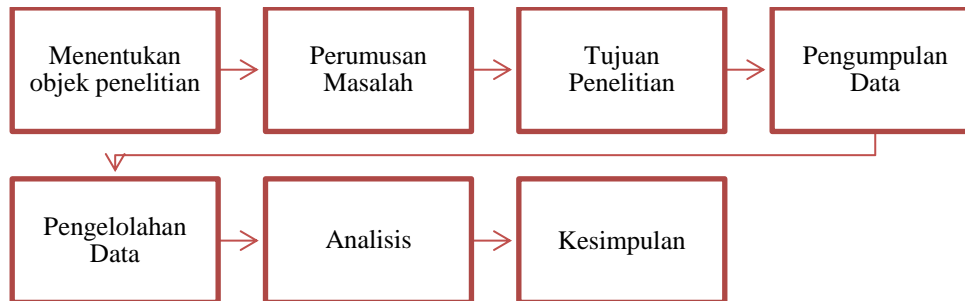 Menentukan
objek penelitian
Perumusan
Masalah
Tujuan
Penelitian
Pengumpulan
Data
Pengelolahan
Data
Analisis
Kesimpulan